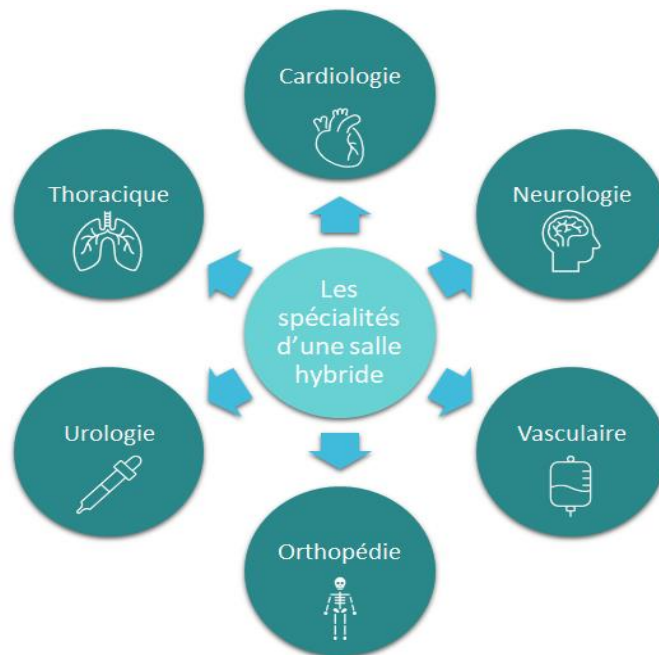 Cardiologie
Thoracique
Neurologie
Les
spécialités
d'une salle
hybride
Urologie
Vasculaire
Orthopédie